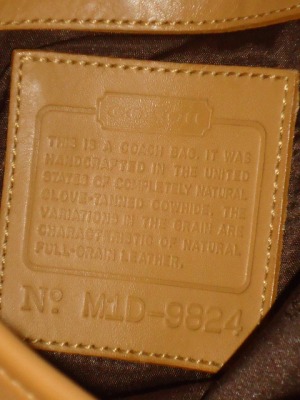 THIS IS A COACH BAG. IT WAS
HANDCRAFTED IN THE UNITED
STATES OF COMPLETELY NATURAL
GLOVE-TANNED COWHIDE. THE
VARIATIONS IN THE GRAIN ARE
CHARACTERISTIC OF NATURAL
FULL-GRAIN LEATHER.
No M1D-9824